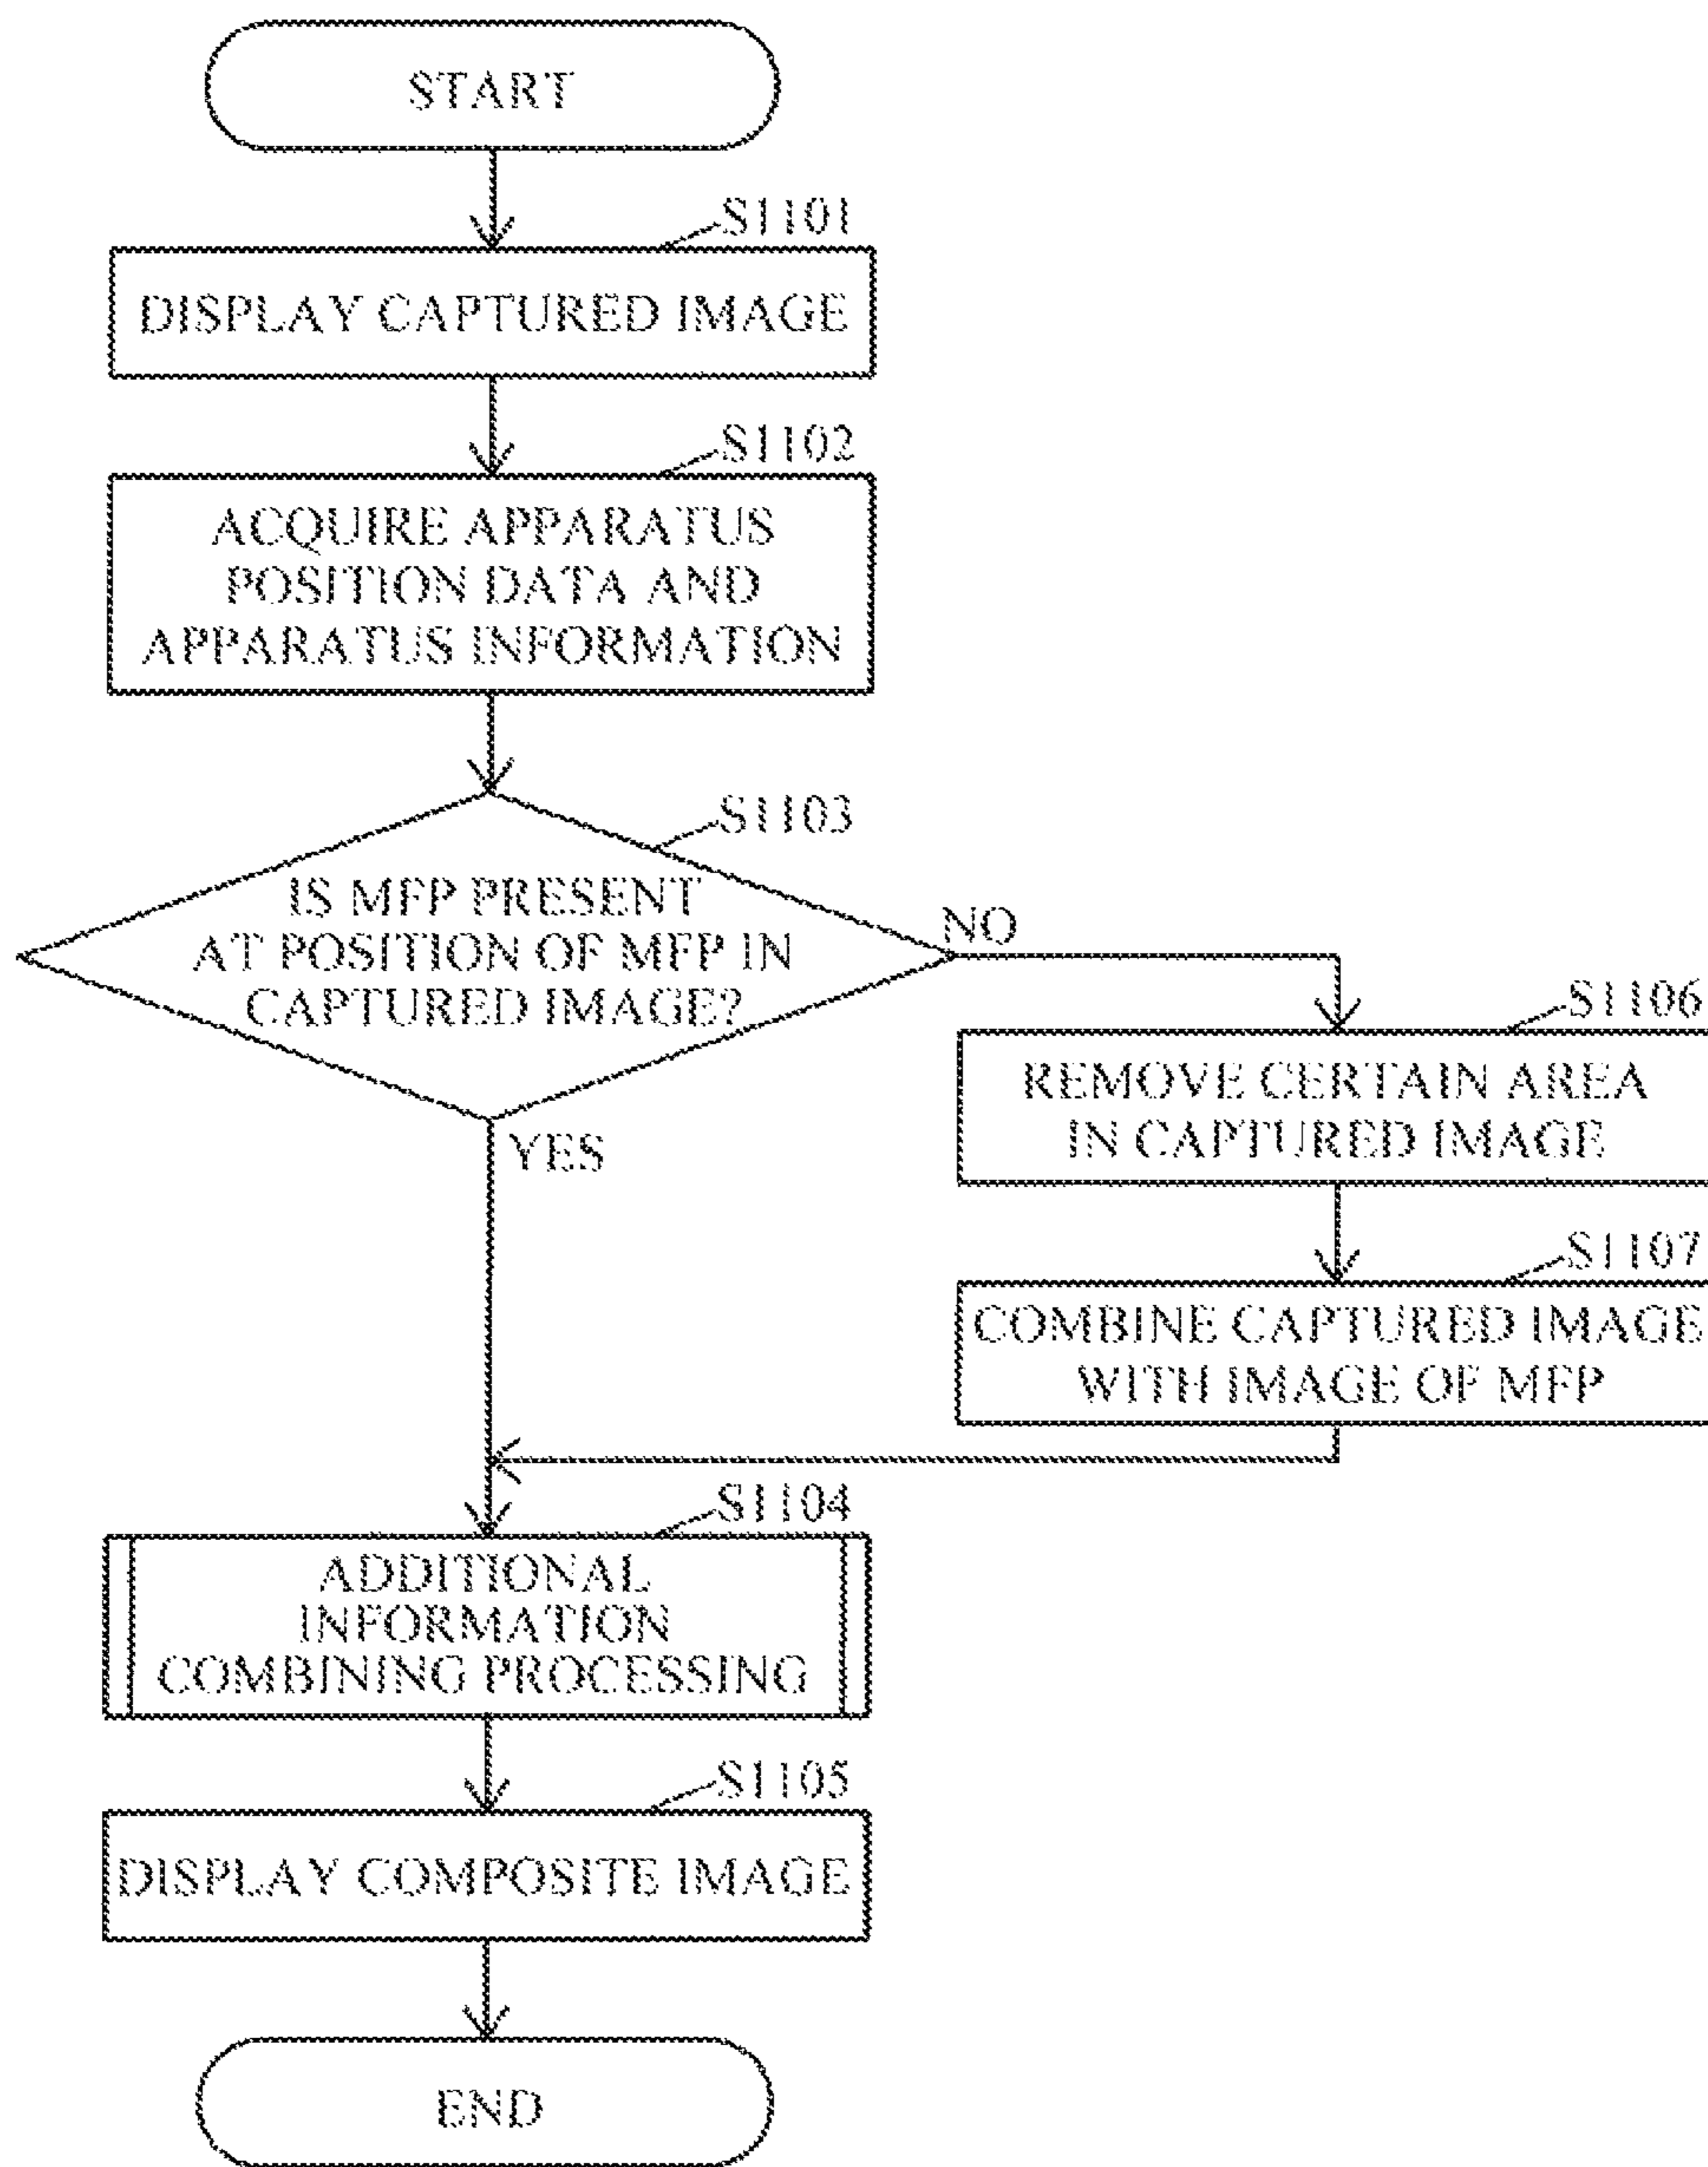 START
S1101
DISPLAY CAPTURED IMAGE
S1102
ACQUIRE APPARATUS
POSITION DATA AND
APPARATUS INFORMATION
S1103
IS MFP PRESENT
AT POSITION OF MFP IN
CAPTURED IMAGE?
NO
YES
S1106
REMOVE CERTAIN AREA
IN CAPTURED IMAGE
S1107
COMBINE CAPTURED IMAGE
WITH IMAGE OF MFP
S1104
ADDITIONAL
INFORMATION
COMBINING PROCESSING
S1105
DISPLAY COMPOSITE IMAGE
END